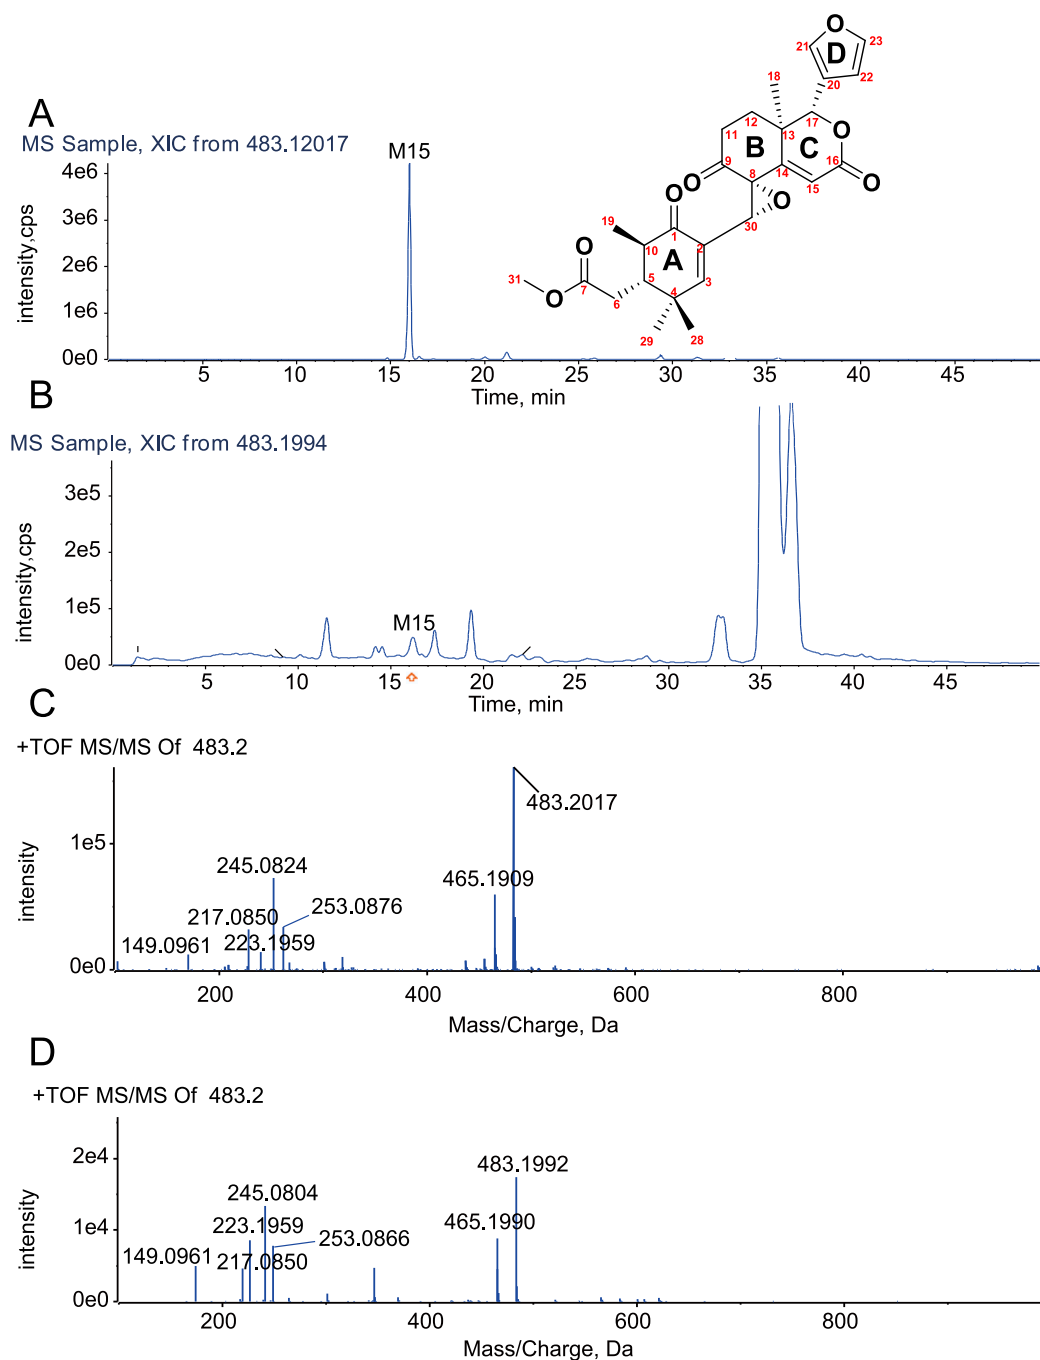 A
MS Sample, XIC from 483.12017
M15
4e6
3e6
2e6
1e6
0e0
intensity,cps
5 10 15 20 25 30 35 40 45
Time, min
O
21
D
23
20
22
18
17
12
13
O
11
B
C
9
14
16
O
8
15
O
O
O
30
19
1
2
10
A
O
31
7
5
3
O
6
4
29
28
B
MS Sample, XIC from 483.1994
3e5
2e5
1e5
0e0
intensity,cps
M15
5 10 15 20 25 30 35 40 45
Time, min
C
+TOF MS/MS Of 483.2
483.2017
1e5
0e0
intensity
245.0824
465.1909
217.0850
253.0876
149.0961
223.1959
200 400 600 800
Mass/Charge, Da
D
+TOF MS/MS Of 483.2
2e4
1e4
0e0
intensity
483.1992
245.0804
223.1959
465.1990
149.0961
217.0850
253.0866
200 400 600 800
Mass/Charge, Da